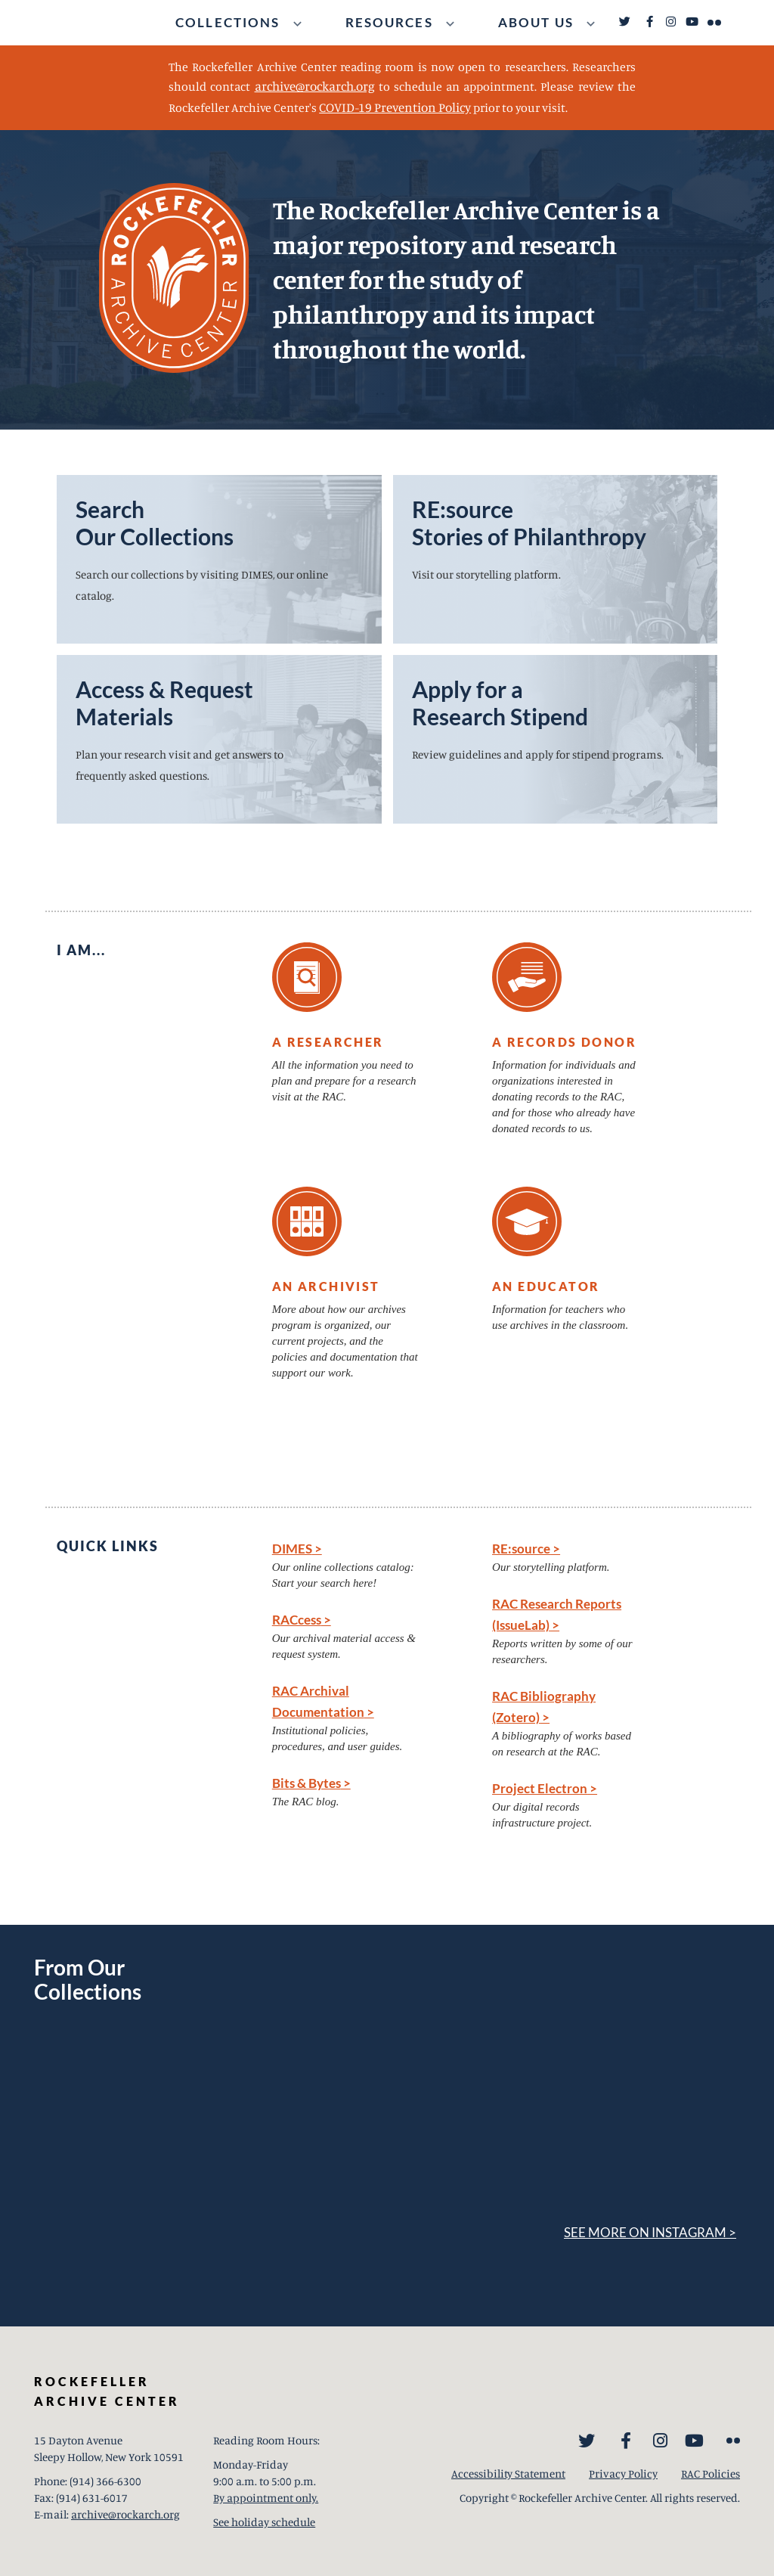 COLLECTIONS RESOURCES ABOUT US
The Rockefeller Archive Center reading room is now open to researchers. Researchers
should contact archive@rockarch.org to schedule an appointment. Please review the
Rockefeller Archive Center's COVID-19 Prevention Policy prior to your visit.
ROCKEFELLER
ARCHIVE CENTER
The Rockefeller Archive Center is a
major repository and research
center for the study of
philanthropy and its impact
throughout the world.
Search
Our Collections
Search our collections by visiting DIMES, our online
catalog.
RE:source
Stories of Philanthropy
Visit our storytelling platform.
Access & Request
Materials
Plan your research visit and get answers to
frequently asked questions.
Apply for a
Research Stipend
Review guidelines and apply for stipend programs.
I AM...
A RESEARCHER
All the information you need to
plan and prepare for a research
visit at the RAC.
A RECORDS DONOR
Information for individuals and
organizations interested in
donating records to the RAC,
and for those who already have
donated records to us.
AN ARCHIVIST
More about how our archives
program is organized, our
current projects, and the
policies and documentation that
support our work.
AN EDUCATOR
Information for teachers who
use archives in the classroom.
QUICK LINKS
DIMES >
Our online collections catalog:
Start your search here!
RACcess >
Our archival material access &
request system.
RAC Archival
Documentation >
Institutional policies,
procedures, and user guides.
Bits & Bytes >
The RAC blog.
RE:source >
Our storytelling platform.
RAC Research Reports
(IssueLab) >
Reports written by some of our
researchers.
RAC Bibliography
(Zotero) >
A bibliography of works based
on research at the RAC.
Project Electron >
Our digital records
infrastructure project.
From Our
Collections
SEE MORE ON INSTAGRAM >
ROCKEFELLER
ARCHIVE CENTER
15 Dayton Avenue
Sleepy Hollow, New York 10591
Phone: (914) 366-6300
Fax: (914) 631-6017
E-mail: archive@rockarch.org
Reading Room Hours:
Monday-Friday
9:00 a.m. to 5:00 p.m.
By appointment only.
See holiday schedule
Accessibility Statement Privacy Policy RAC Policies
Copyright © Rockefeller Archive Center. All rights reserved.